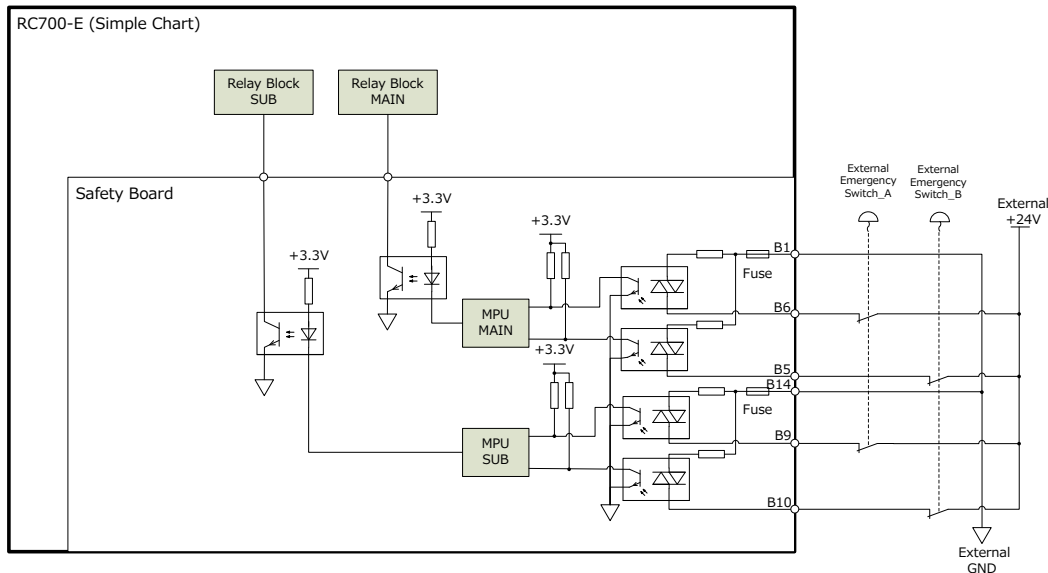 RC700-E (Simple Chart)
Relay Block
SUB
Relay Block
MAIN
Safety Board
+3.3V
+3.3V
+3.3V
MPU
MAIN
+3.3V
MPU
SUB
B1
Fuse
B6
B5
B14
Fuse
B9
B10
External
Emergency
Switch_A
External
Emergency
Switch_B
External
+24V
External
GND